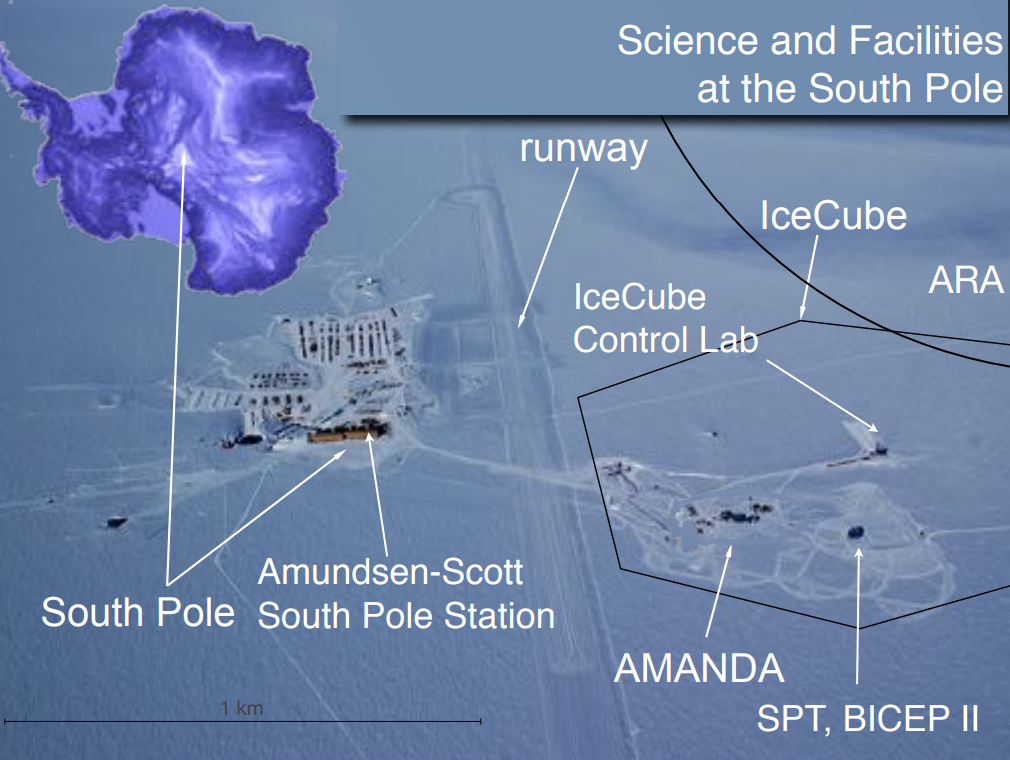 Science and Facilities
at the South Pole
runway
IceCube
ARA
IceCube
Control Lab
Amundsen-Scott
South Pole Station
South Pole
AMANDA
1 km
SPT, BICEP II